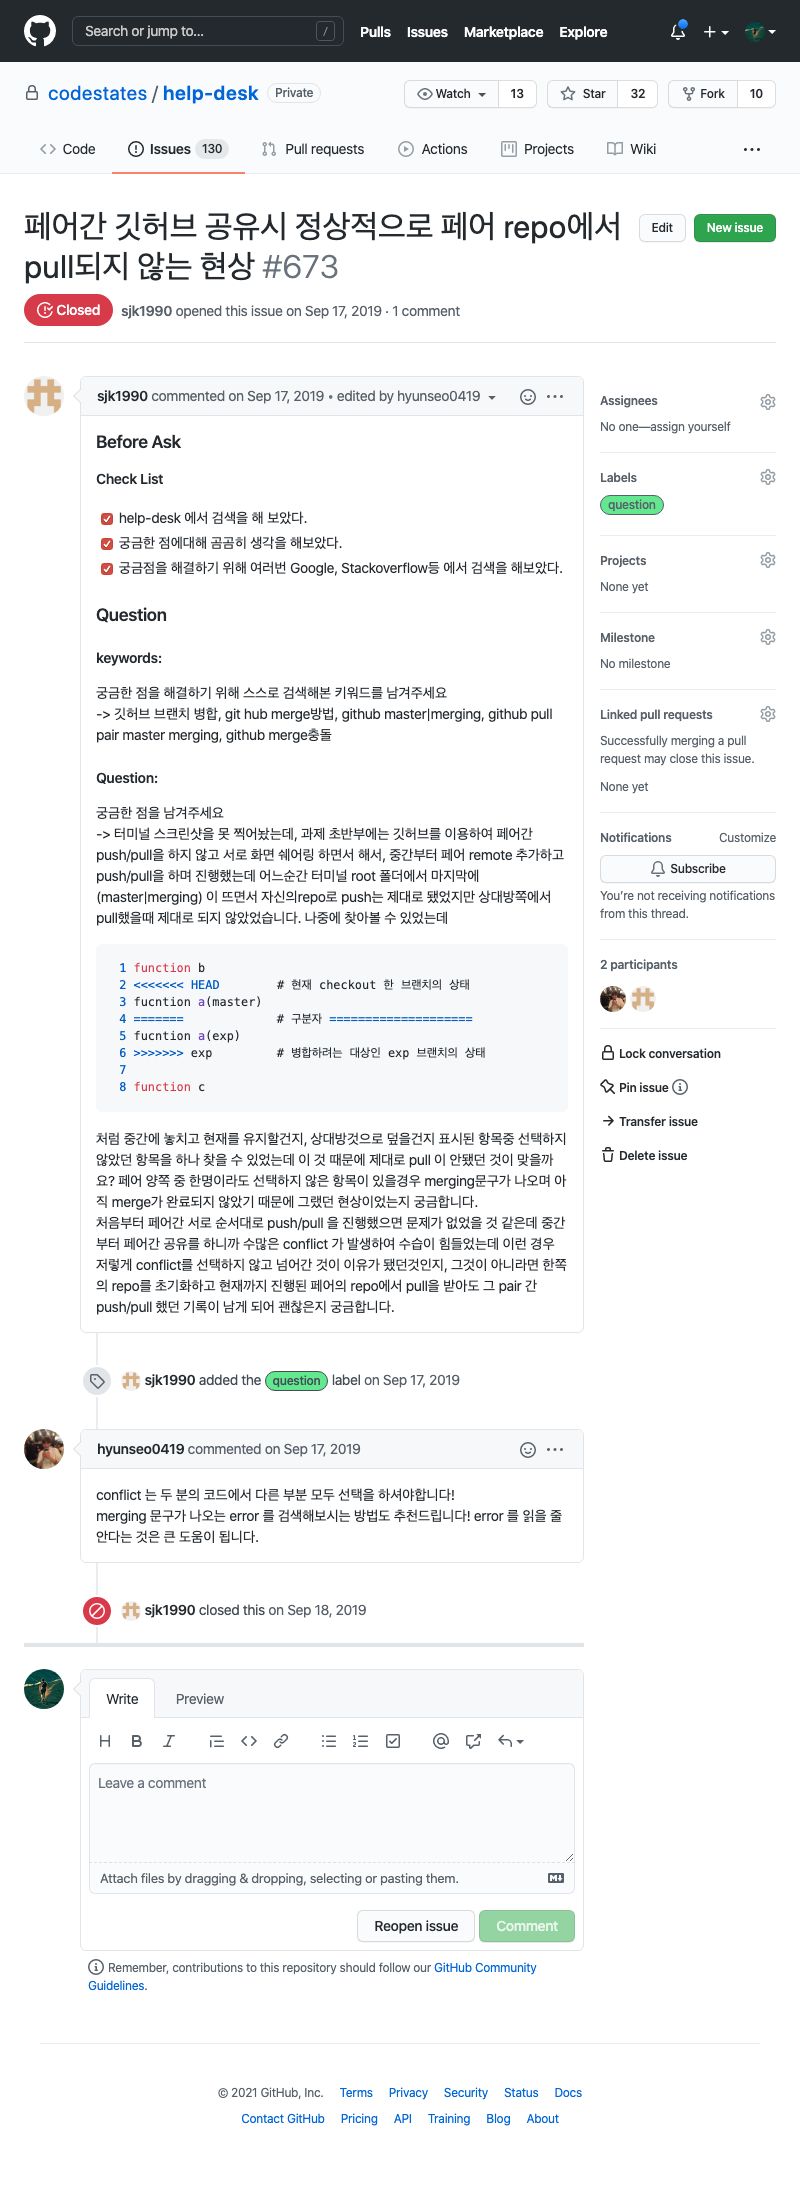 Search or jump to... /
Pulls Issues Marketplace Explore
codestates / help-desk Private
Watch 13 Star 32 Fork 10
Code Issues 130 Pull requests Actions Projects Wiki ...
페어간 깃허브 공유시 정상적으로 페어 repo에서
pull되지 않는 현상 #673
Edit New issue
Closed sjk1990 opened this issue on Sep 17, 2019 · 1 comment
sjk1990 commented on Sep 17, 2019 • edited by hyunseo0419
Before Ask
Check List
help-desk 에서 검색을 해 보았다.
궁금한 점에대해 곰곰히 생각을 해보았다.
궁금점을 해결하기 위해 여러번 Google, Stackoverflow등 에서 검색을 해보았다.
Question
keywords:
궁금한 점을 해결하기 위해 스스로 검색해본 키워드를 남겨주세요
-> 깃허브 브랜치 병합, git hub merge방법, github master|merging, github pull
pair master merging, github merge충돌
Question:
궁금한 점을 남겨주세요
-> 터미널 스크린샷을 못 찍어놨는데, 과제 초반부에는 깃허브를 이용하여 페어간
push/pull을 하지 않고 서로 화면 쉐어링 하면서 해서, 중간부터 페어 remote 추가하고
push/pull을 하며 진행했는데 어느순간 터미널 root 폴더에서 마지막에
(master|merging) 이 뜨면서 자신의repo로 push는 제대로 됐었지만 상대방쪽에서
pull했을때 제대로 되지 않았었습니다. 나중에 찾아볼 수 있었는데
1 function b
2 <<<<<<< HEAD # 현재 checkout 한 브랜치의 상태
3 fucntion a(master)
4 ======= # 구분자 ====================
5 fucntion a(exp)
6 >>>>>>> exp # 병합하려는 대상인 exp 브랜치의 상태
7
8 function c
처럼 중간에 놓치고 현재를 유지할건지, 상대방것으로 덮을건지 표시된 항목중 선택하지
않았던 항목을 하나 찾을 수 있었는데 이 것 때문에 제대로 pull 이 안됐던 것이 맞을까
요? 페어 양쪽 중 한명이라도 선택하지 않은 항목이 있을경우 merging문구가 나오며 아
직 merge가 완료되지 않았기 때문에 그랬던 현상이었는지 궁금합니다.
처음부터 페어간 서로 순서대로 push/pull 을 진행했으면 문제가 없었을 것 같은데 중간
부터 페어간 공유를 하니까 수많은 conflict 가 발생하여 수습이 힘들었는데 이런 경우
저렇게 conflict를 선택하지 않고 넘어간 것이 이유가 됐던것인지, 그것이 아니라면 한쪽
의 repo를 초기화하고 현재까지 진행된 페어의 repo에서 pull을 받아도 그 pair 간
push/pull 했던 기록이 남게 되어 괜찮은지 궁금합니다.
sjk1990 added the question label on Sep 17, 2019
hyunseo0419 commented on Sep 17, 2019
conflict 는 두 분의 코드에서 다른 부분 모두 선택을 하셔야합니다!
merging 문구가 나오는 error 를 검색해보시는 방법도 추천드립니다! error 를 읽을 줄
안다는 것은 큰 도움이 됩니다.
sjk1990 closed this on Sep 18, 2019
Write Preview
Leave a comment
Attach files by dragging & dropping, selecting or pasting them.
Reopen issue Comment
Remember, contributions to this repository should follow our GitHub Community
Guidelines.
Assignees
No one—assign yourself
Labels
question
Projects
None yet
Milestone
No milestone
Linked pull requests
Successfully merging a pull
request may close this issue.
None yet
Notifications Customize
Subscribe
You're not receiving notifications
from this thread.
2 participants
Lock conversation
Pin issue
Transfer issue
Delete issue
© 2021 GitHub, Inc. Terms Privacy Security Status Docs
Contact GitHub Pricing API Training Blog About